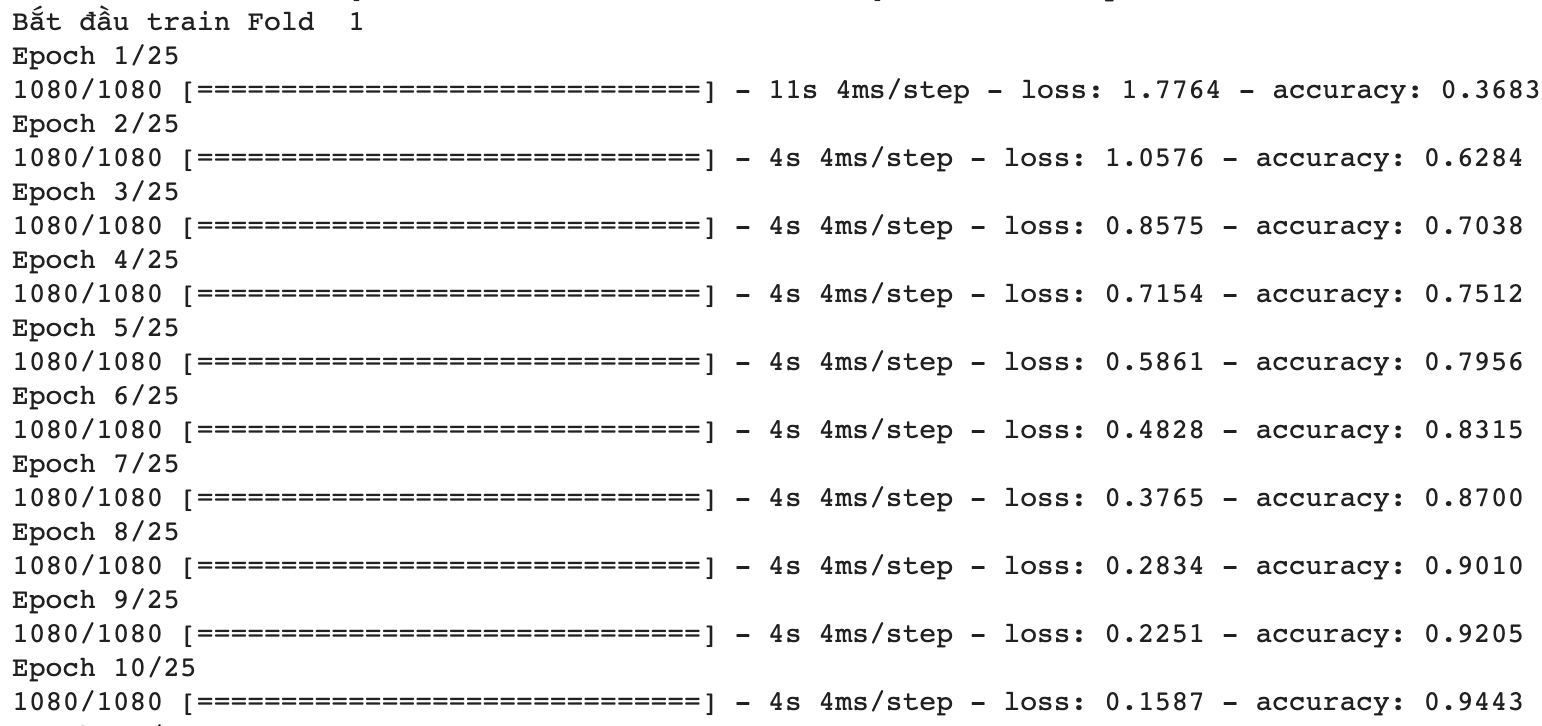 Bắt đầu train Fold  1
Epoch 1/25
1080/1080 [==============================] - 11s 4ms/step - loss: 1.7764 - accuracy: 0.3683
Epoch 2/25
1080/1080 [==============================] - 4s 4ms/step - loss: 1.0576 - accuracy: 0.6284
Epoch 3/25
1080/1080 [==============================] - 4s 4ms/step - loss: 0.8575 - accuracy: 0.7038
Epoch 4/25
1080/1080 [==============================] - 4s 4ms/step - loss: 0.7154 - accuracy: 0.7512
Epoch 5/25
1080/1080 [==============================] - 4s 4ms/step - loss: 0.5861 - accuracy: 0.7956
Epoch 6/25
1080/1080 [==============================] - 4s 4ms/step - loss: 0.4828 - accuracy: 0.8315
Epoch 7/25
1080/1080 [==============================] - 4s 4ms/step - loss: 0.3765 - accuracy: 0.8700
Epoch 8/25
1080/1080 [==============================] - 4s 4ms/step - loss: 0.2834 - accuracy: 0.9010
Epoch 9/25
1080/1080 [==============================] - 4s 4ms/step - loss: 0.2251 - accuracy: 0.9205
Epoch 10/25
1080/1080 [==============================] - 4s 4ms/step - loss: 0.1587 - accuracy: 0.9443